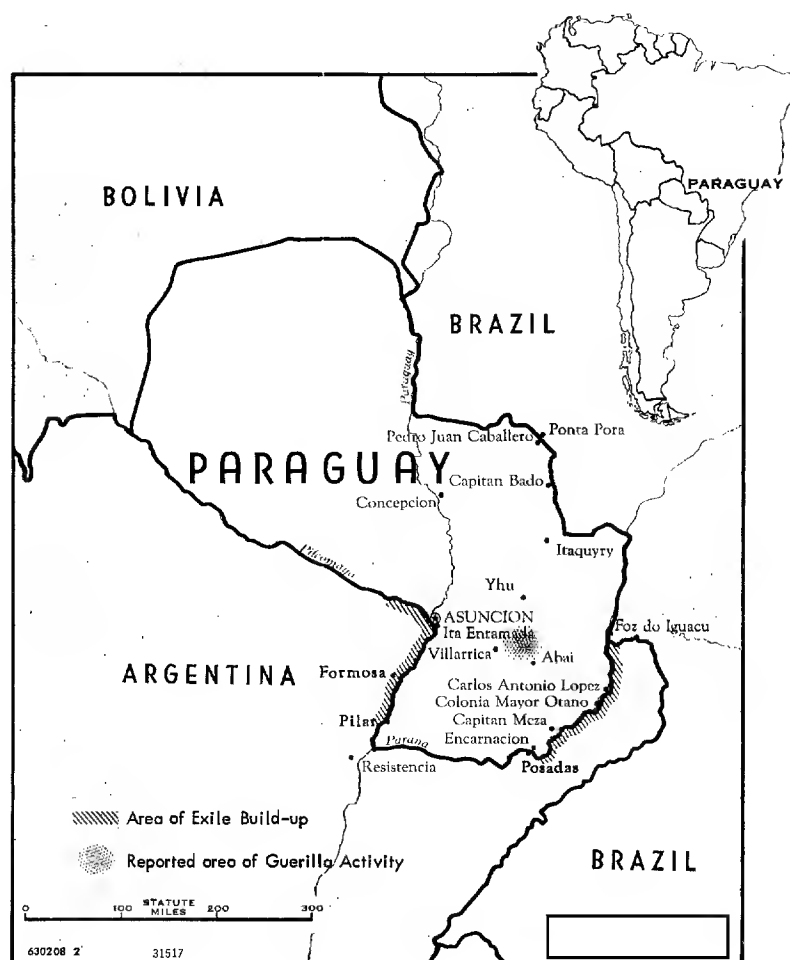 PARAGUAY
BOLIVIA
BRAZIL
Paraguay
Pedro Juan Caballero
Ponta Pora
PARAGUAY
Capitan Bado
Concepcion
Itaquyry
Pilcomayo
Yhu
ASUNCION
Ita Enramada
Foz do Iguacu
Villarrica
Abai
ARGENTINA
Formosa
Carlos Antonio Lopez
Colonia Mayor Otano
Pilar
Capitan Meza
Parana
Encarnacion
Resistencia
Posadas
Area of Exile Build-up
Reported area of Guerilla Activity
BRAZIL
STATUTE
MILES
0 100 200 300
630208 2
31517